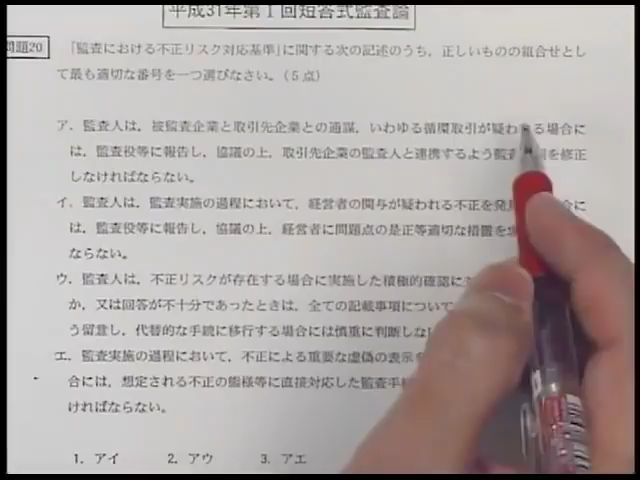 平成31年第1回短答式監査論
問題20 「監査における不正リスク対応基準」に関する次の記述のうち，正しいものの組合せとし
て最も適切な番号を一つ選びなさい。（５点）
ア．監査人は，被監査企業と取引先企業との通謀，いわゆる循環取引が疑われる場合に
は，監査役等に報告し，協議の上，取引先企業の監査人と連携するよう監査 を修正
しなければならない。
イ．監査人は，監査実施の過程において，経営者の関与が疑われる不正を発見 合に
は，監査役等に報告し，協議の上，経営者に問題点の是正等適切な措置を
ならない。
ウ．監査人は，不正リスクが存在する場合に実施した積極的確認に
か，又は回答が不十分であったときは，全ての記載事項について
う留意し，代替的な手続に移行する場合には慎重に判断し
エ．監査実施の過程において，不正による重要な虚偽の表示を
合には，想定される不正の態様等に直接対応した監査手
ければならない。
1．アイ 2．アウ 3．アエ